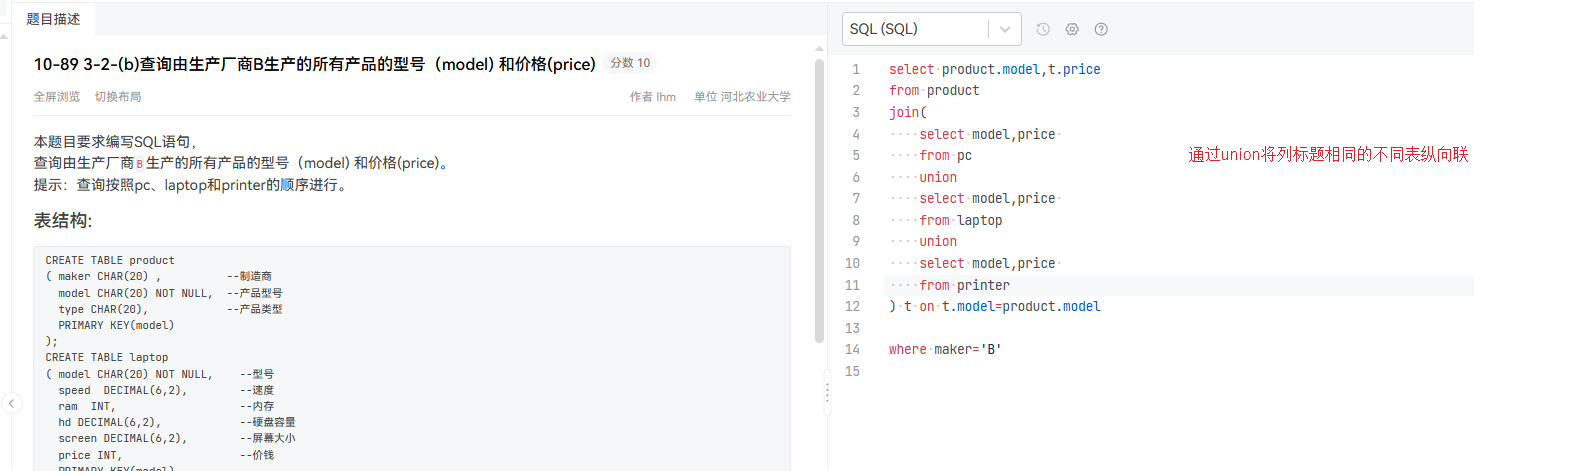 题目描述
10-89 3-2-(b)查询由生产厂商B生产的所有产品的型号（model) 和价格(price) 分数 10
全屏浏览 切换布局 作者 lhm 单位 河北农业大学
本题目要求编写SQL语句，
查询由生产厂商B生产的所有产品的型号（model) 和价格(price)。
提示：查询按照pc、laptop和printer的顺序进行。
表结构:
CREATE TABLE product
( maker CHAR(20) , --制造商
model CHAR(20) NOT NULL, --产品型号
type CHAR(20), --产品类型
PRIMARY KEY(model)
);
CREATE TABLE laptop
( model CHAR(20) NOT NULL, --型号
speed DECIMAL(6,2), --速度
ram INT, --内存
hd DECIMAL(6,2), --硬盘容量
screen DECIMAL(6,2), --屏幕大小
price INT, --价钱
PRIMARY KEY(model)
SQL (SQL)
1 select product.model,t.price
2 from product
3 join(
4 select model,price
5 from pc
6 union
7 select model,price
8 from laptop
9 union
10 select model,price
11 from printer
12 ) t on t.model=product.model
13
14 where maker='B'
15
通过union将列标题相同的不同表纵向联